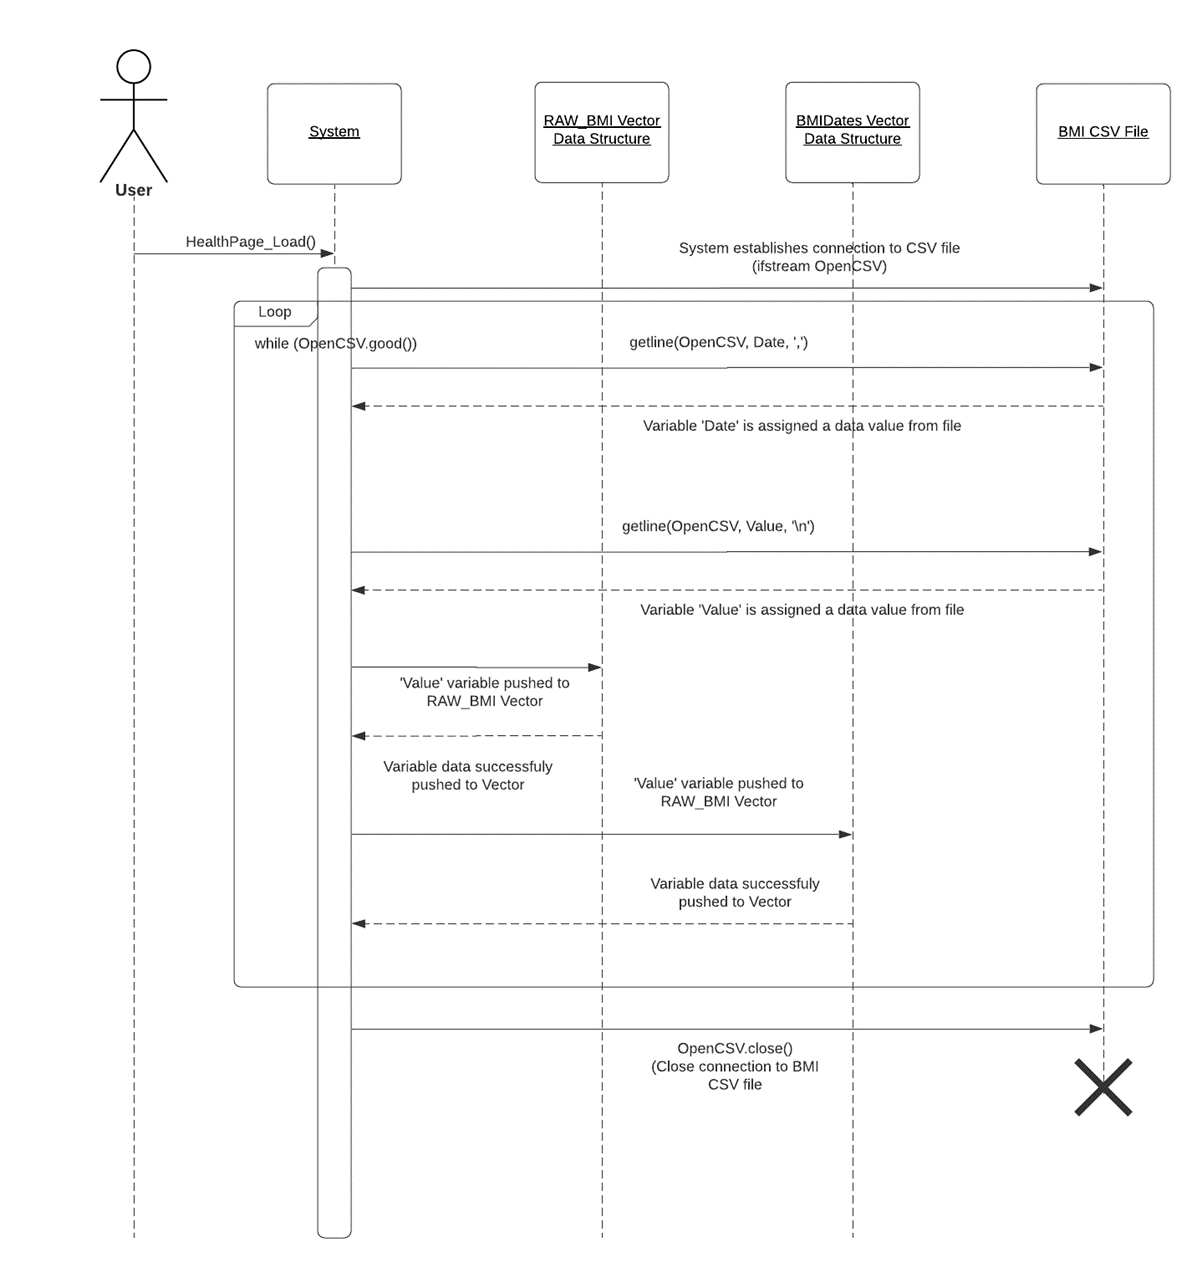 User
System
RAW_BMI Vector
Data Structure
BMIDates Vector
Data Structure
BMI CSV File
HealthPage_Load()
System establishes connection to CSV file
(ifstream OpenCSV)
Loop
while (OpenCSV.good())
getline(OpenCSV, Date, ',')
Variable 'Date' is assigned a data value from file
getline(OpenCSV, Value, '\n')
Variable 'Value' is assigned a data value from file
'Value' variable pushed to
RAW_BMI Vector
Variable data successfuly
pushed to Vector
'Value' variable pushed to
RAW_BMI Vector
Variable data successfuly
pushed to Vector
OpenCSV.close()
(Close connection to BMI
CSV file